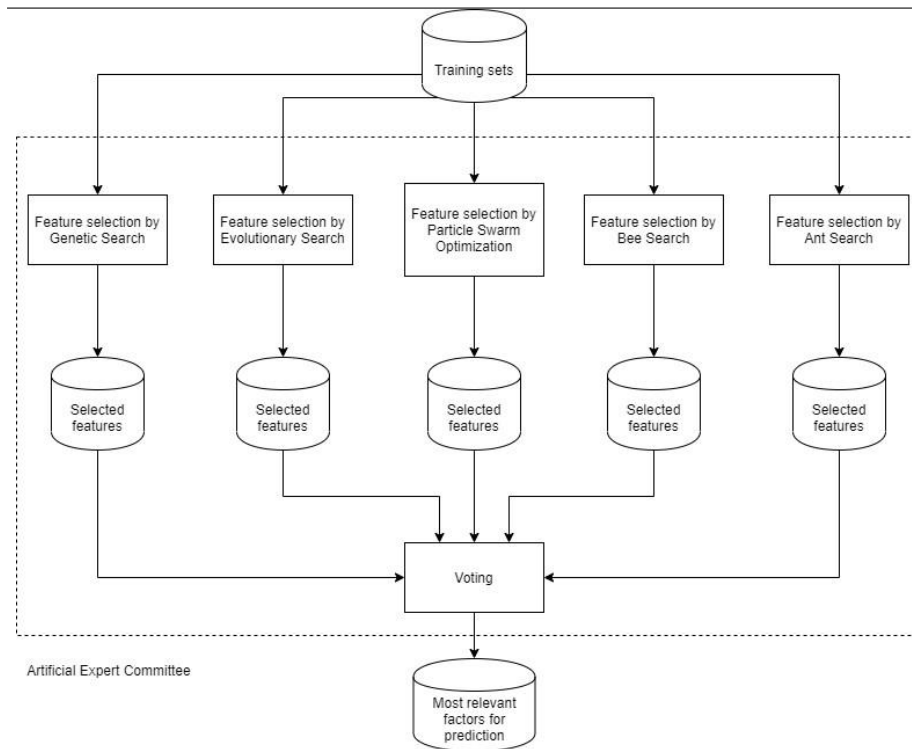 Training sets
Feature selection by
Genetic Search
Feature selection by
Evolutionary Search
Feature selection by
Particle Swarm
Optimization
Feature selection by
Bee Search
Feature selection by
Ant Search
Selected
features
Selected
features
Selected
features
Selected
features
Selected
features
Voting
Artificial Expert Committee
Most relevant
factors for
prediction